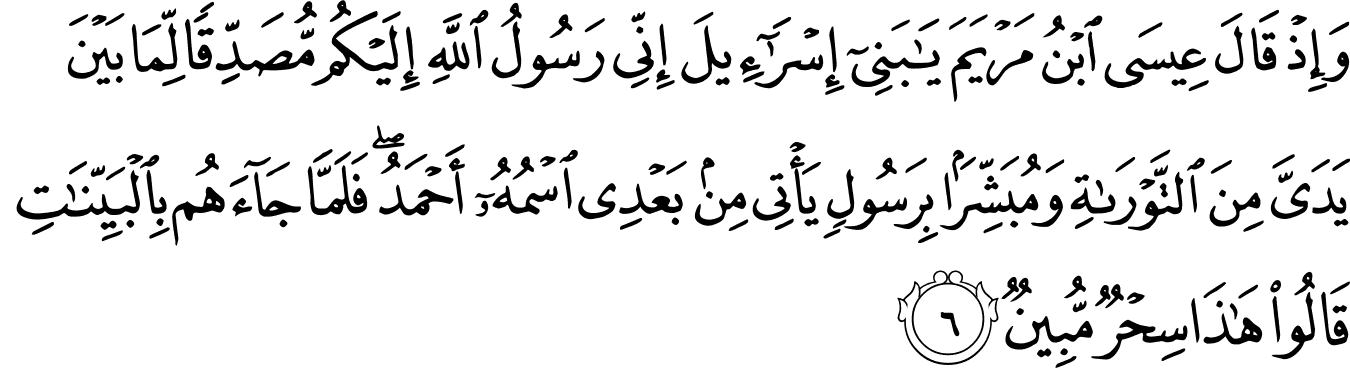 وَإِذْ قَالَ عِيسَى ٱبْنُ مَرْيَمَ يَـٰبَنِىٓ إِسْرَٰٓءِيلَ إِنِّى رَسُولُ ٱللَّهِ إِلَيْكُم مُّصَدِّقًا لِّمَا بَيْنَ
يَدَىَّ مِنَ ٱلتَّوْرَىٰةِ وَمُبَشِّرًۢا بِرَسُولٍ يَأْتِى مِنۢ بَعْدِى ٱسْمُهُۥٓ أَحْمَدُ ۖ فَلَمَّا جَآءَهُم بِٱلْبَيِّنَـٰتِ
قَالُوا۟ هَـٰذَا سِحْرٌ مُّبِينٌ ٦